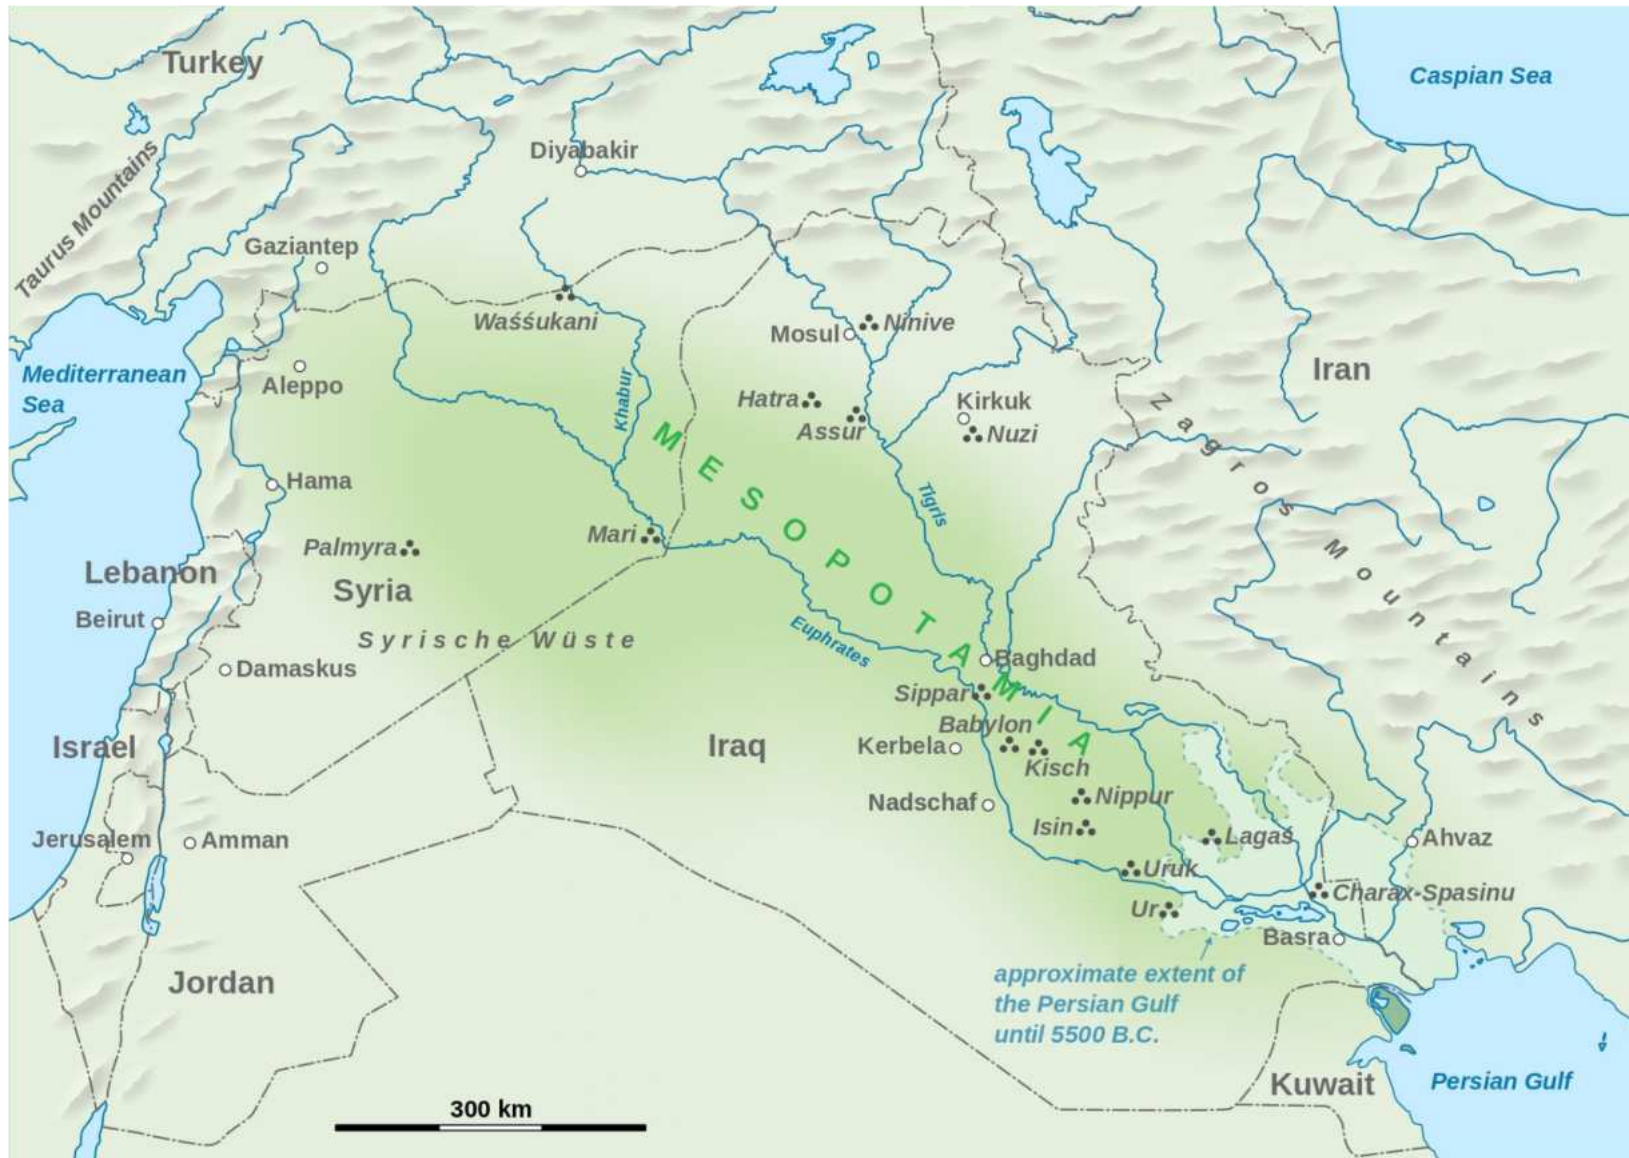 Turkey
Caspian Sea
Diyabakir
Taurus Mountains
Gaziantep
Waśśukani
Mosul
Ninive
Mediterranean
Sea
Aleppo
Khabur
Hatra
Assur
Kirkuk
Nuzi
Iran
Zagros Mountains
MESOPOTAMIA
Hama
Tigris
Mari
Palmyra
Lebanon
Syria
Beirut
Syrische Wüste
Euphrates
Damaskus
Baghdad
Sippar
Babylon
Israel
Iraq
Kerbela
Kisch
Nadschaf
Nippur
Isin
Lagaś
Ahvaz
Jerusalem
Amman
Uruk
Charax-Spasinu
Ur
Basra
Jordan
approximate extent of
the Persian Gulf
until 5500 B.C.
Kuwait
Persian Gulf
300 km